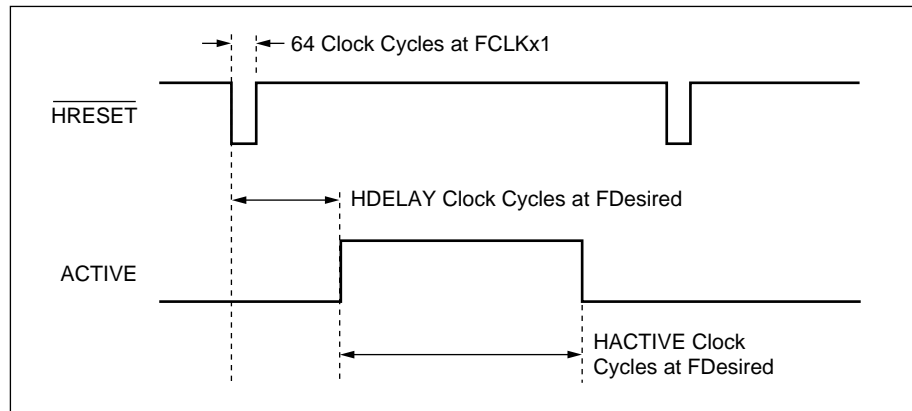 64 Clock Cycles at FCLKx1
HRESET
HDELAY Clock Cycles at FDesired
ACTIVE
HACTIVE Clock
Cycles at FDesired